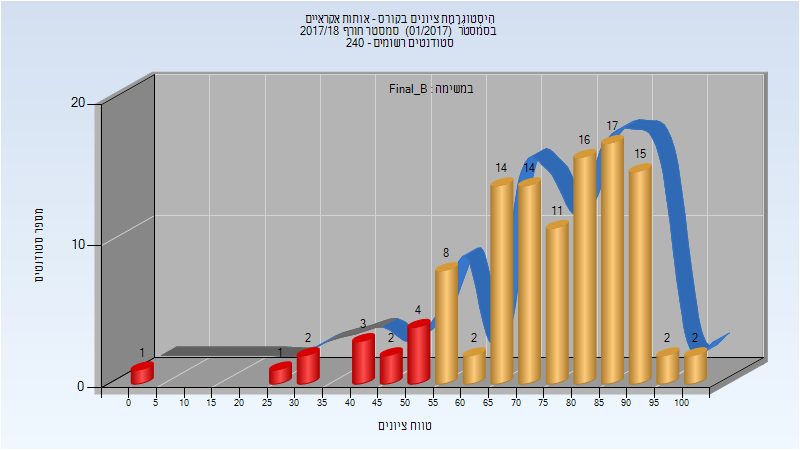 היסטוגרמת ציונים בקורס - אותות אקראיים
בסמסטר (01/2017) סמסטר חורף 2017/18
סטודנטים רשומים - 240
במשימה : Final_B
מספר סטודנטים
20
10
0
1
1
2
3
2
4
8
2
14
14
11
16
17
15
2
2
0 5 10 15 20 25 30 35 40 45 50 55 60 65 70 75 80 85 90 95 100
טווח ציונים